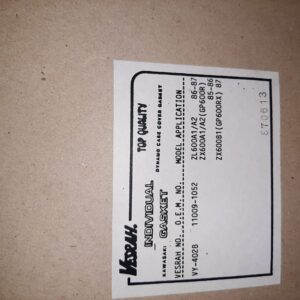 VESRAH.
INDIVIDUAL GASKET
TOP QUALITY
KAWASAKI DYNAMO CASE COVER GASKET
VESRAH NO. O.E.M. NO. MODEL APPLICATION
VY-4028 11009-1052 ZL600A1/A2 86-87
ZX600A1/A2(GP600R) 85-86
ZX600B1(GP600RX) 87